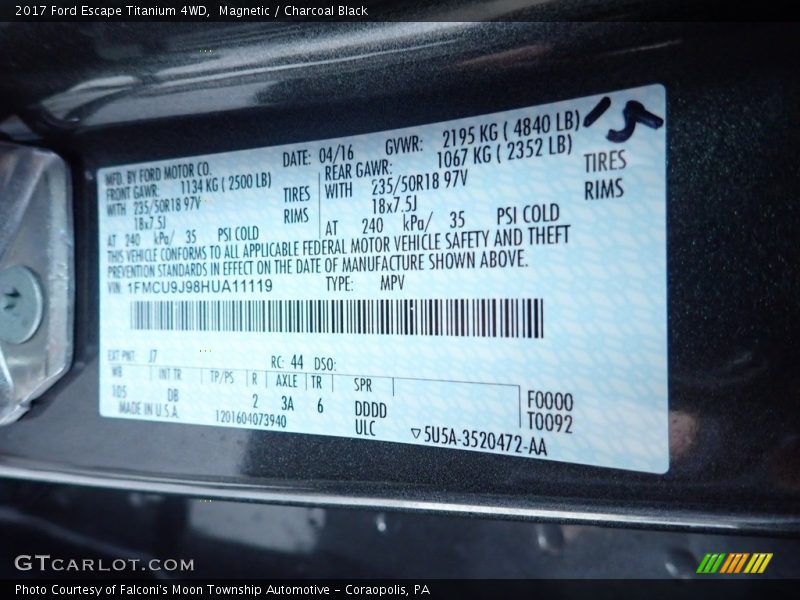 2017 Ford Escape Titanium 4WD,  Magnetic / Charcoal Black
MFD. BY FORD MOTOR CO.
DATE: 04/16
GVWR: 2195 KG ( 4840 LB)
15
FRONT GAWR: 1134 KG ( 2500 LB)
WITH 235/50R18 97V TIRES
18x7.5J RIMS
AT 240 kPa/ 35 PSI COLD
REAR GAWR: 1067 KG ( 2352 LB)
WITH 235/50R18 97V TIRES
18x7.5J RIMS
AT 240 kPa/ 35 PSI COLD
THIS VEHICLE CONFORMS TO ALL APPLICABLE FEDERAL MOTOR VEHICLE SAFETY AND THEFT
PREVENTION STANDARDS IN EFFECT ON THE DATE OF MANUFACTURE SHOWN ABOVE.
VIN: 1FMCU9J98HUA11119 TYPE: MPV
EXT PNT: J7 RC: 44 DSO:
WB INT TR TP/PS R AXLE TR SPR
105 DB 2 3A 6 DDDD F0000
MADE IN U.S.A. 1201604073940 ULC T0092
▽5U5A-3520472-AA
GTCARLOT.COM
Photo Courtesy of Falconi's Moon Township Automotive – Coraopolis, PA